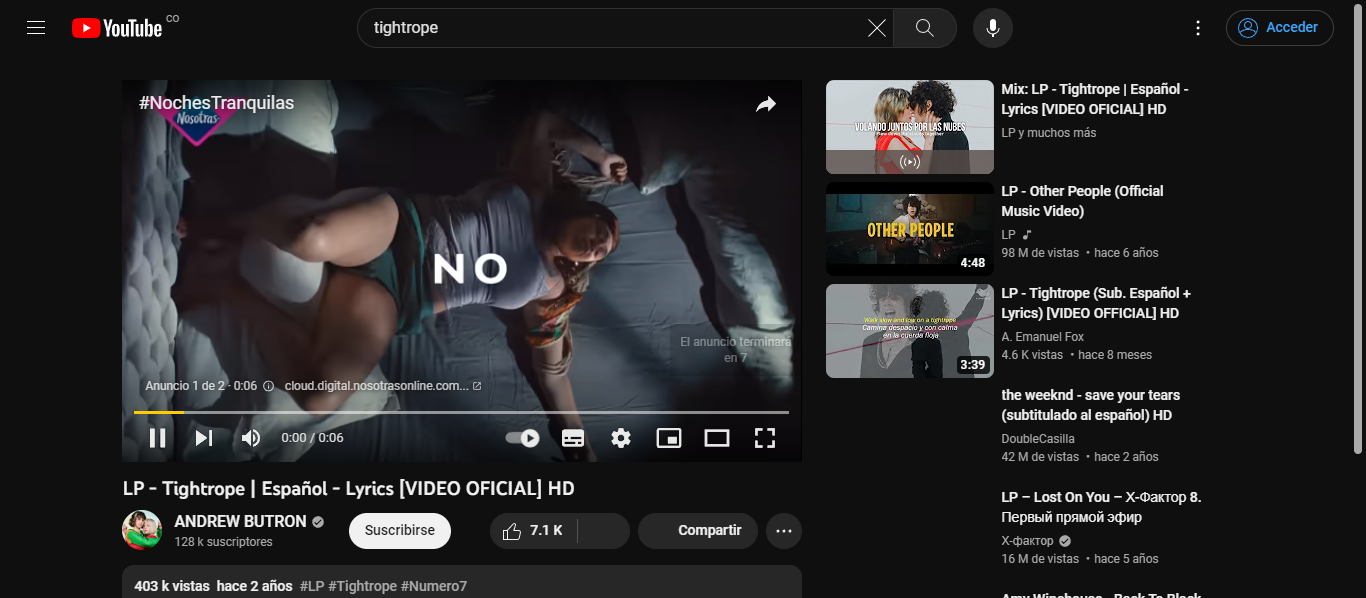 YouTube CO
tightrope
Acceder
#NochesTranquilas
Nosotras
NO
El anuncio terminará
en 7
Anuncio 1 de 2 · 0:06
cloud.digital.nosotrasonline.com...
0:00 / 0:06
LP - Tightrope | Español - Lyrics [VIDEO OFICIAL] HD
ANDREW BUTRON
128 k suscriptores
Suscribirse
7.1 K
Compartir
403 k vistas hace 2 años #LP #Tightrope #Numero7
VOLANDO JUNTOS POR LAS NUBES
Mix: LP - Tightrope | Español -
Lyrics [VIDEO OFICIAL] HD
LP y muchos más
OTHER PEOPLE
4:48
LP - Other People (Official
Music Video)
LP
98 M de vistas • hace 6 años
Walk slow and low on a tightrope
Camina despacio y con calma
en la cuerda floja
3:39
LP - Tightrope (Sub. Español +
Lyrics) [VIDEO OFFICIAL] HD
A. Emanuel Fox
4.6 K vistas • hace 8 meses
the weeknd - save your tears
(subtitulado al español) HD
DoubleCasilla
42 M de vistas • hace 2 años
LP – Lost On You – Х-Фактор 8.
Первый прямой эфир
Х-фактор
16 M de vistas • hace 5 años
Amy Winehouse - Back To Black